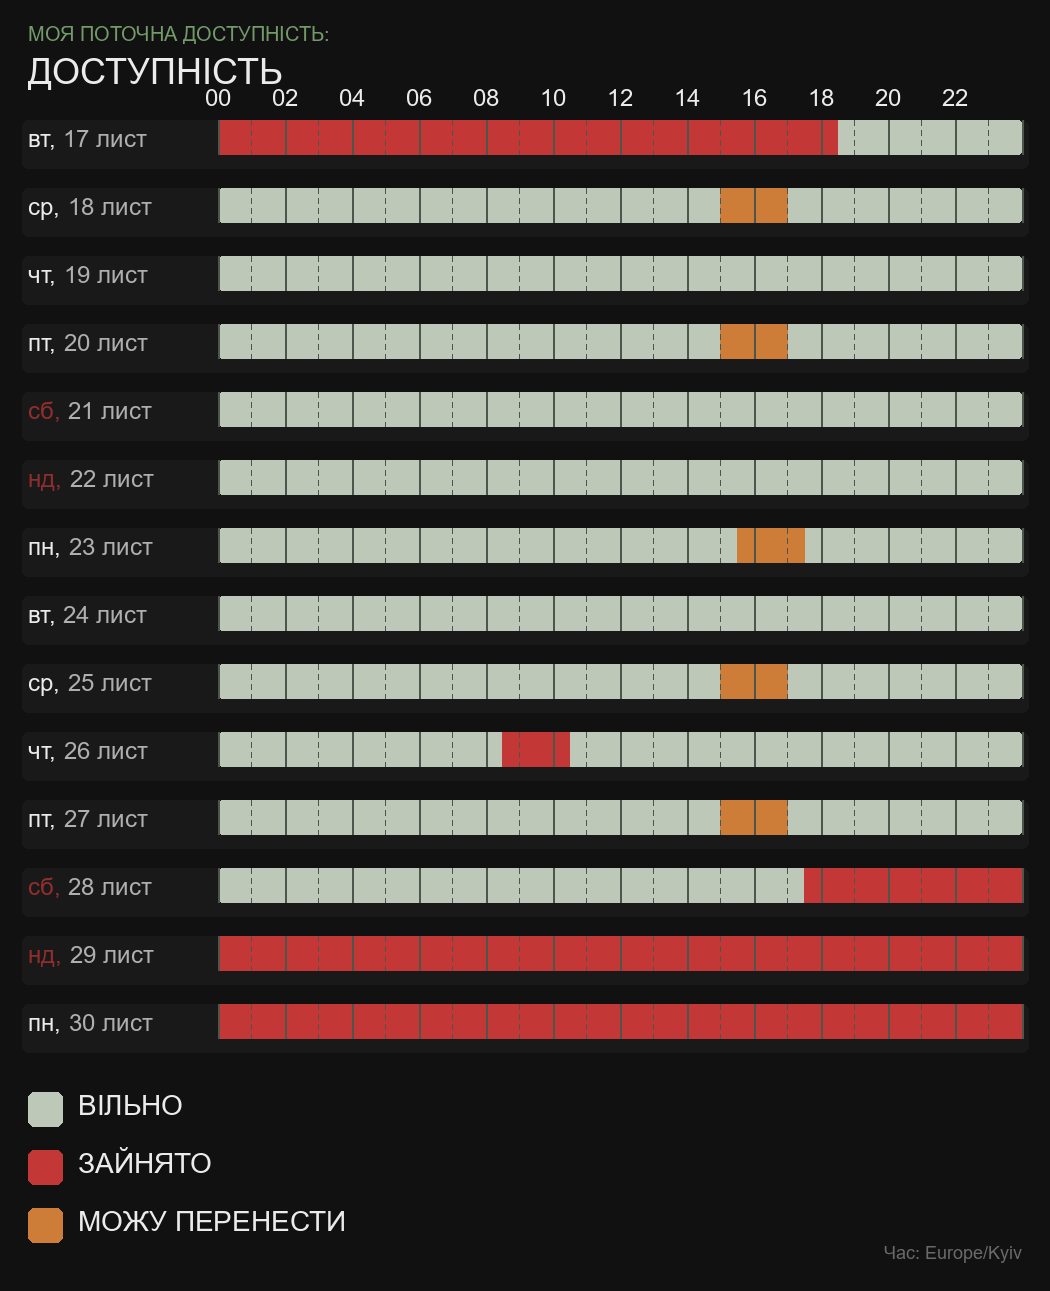 МОЯ ПОТОЧНА ДОСТУПНІСТЬ:
ДОСТУПНІСТЬ
00 02 04 06 08 10 12 14 16 18 20 22
вт, 17 лист
ср, 18 лист
чт, 19 лист
пт, 20 лист
сб, 21 лист
нд, 22 лист
пн, 23 лист
вт, 24 лист
ср, 25 лист
чт, 26 лист
пт, 27 лист
сб, 28 лист
нд, 29 лист
пн, 30 лист
ВІЛЬНО
ЗАЙНЯТО
МОЖУ ПЕРЕНЕСТИ
Час: Europe/Kyiv